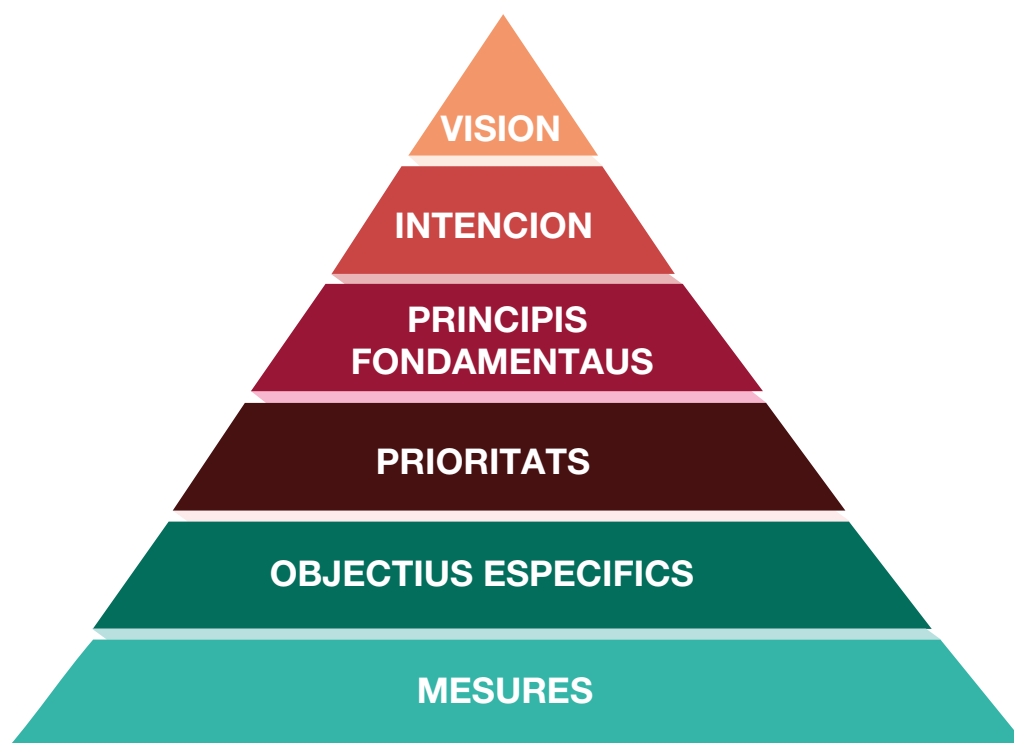 VISION
INTENCION
PRINCIPIS
FONDAMENTAUS
PRIORITATS
OBJECTIUS ESPECIFICS
MESURES